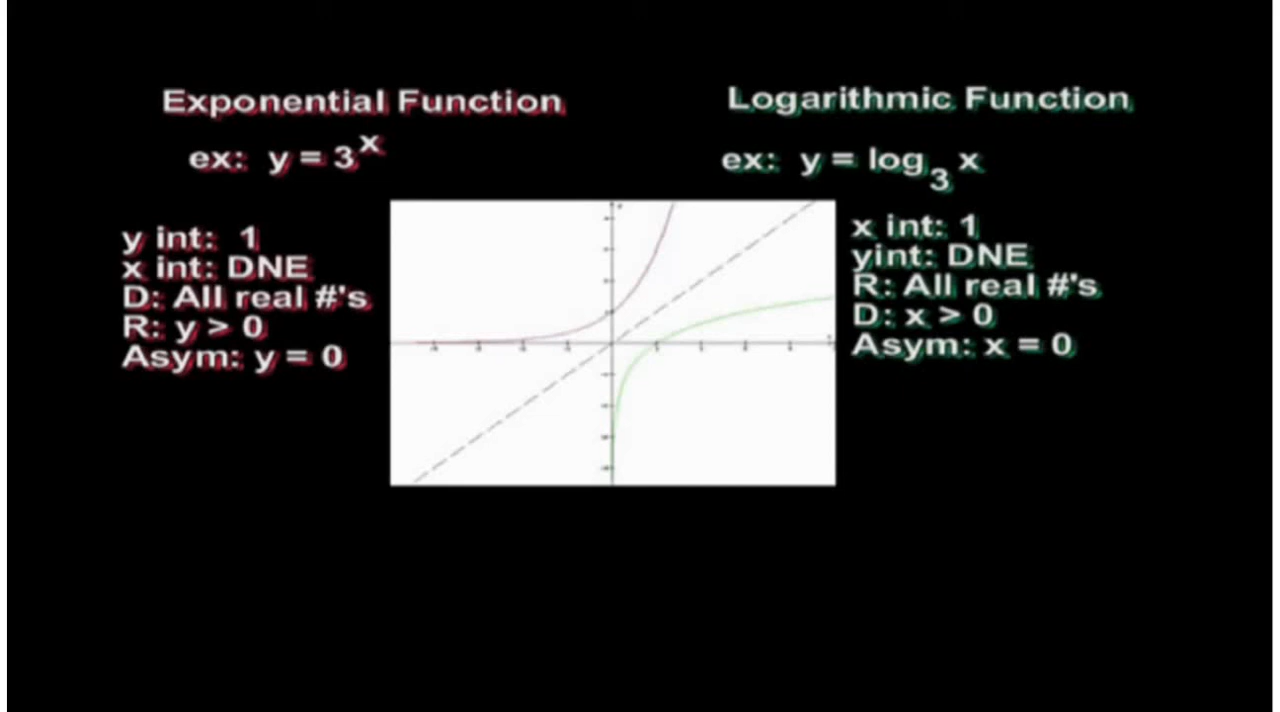 Exponential Function
ex: y = 3^x
y int: 1
x int: DNE
D: All real #'s
R: y > 0
Asym: y = 0
Logarithmic Function
ex: y = log_3 x
x int: 1
yint: DNE
R: All real #'s
D: x > 0
Asym: x = 0